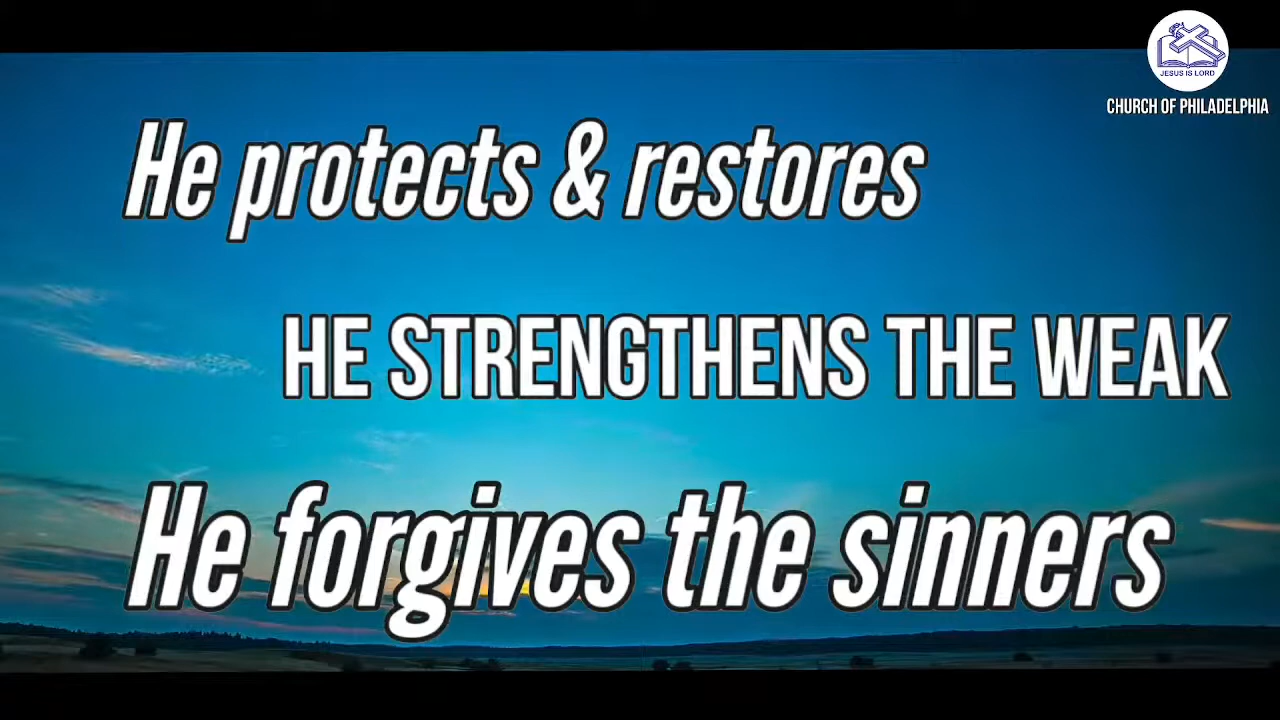 JESUS IS LORD
CHURCH OF PHILADELPHIA
He protects & restores
HE STRENGTHENS THE WEAK
He forgives the sinners